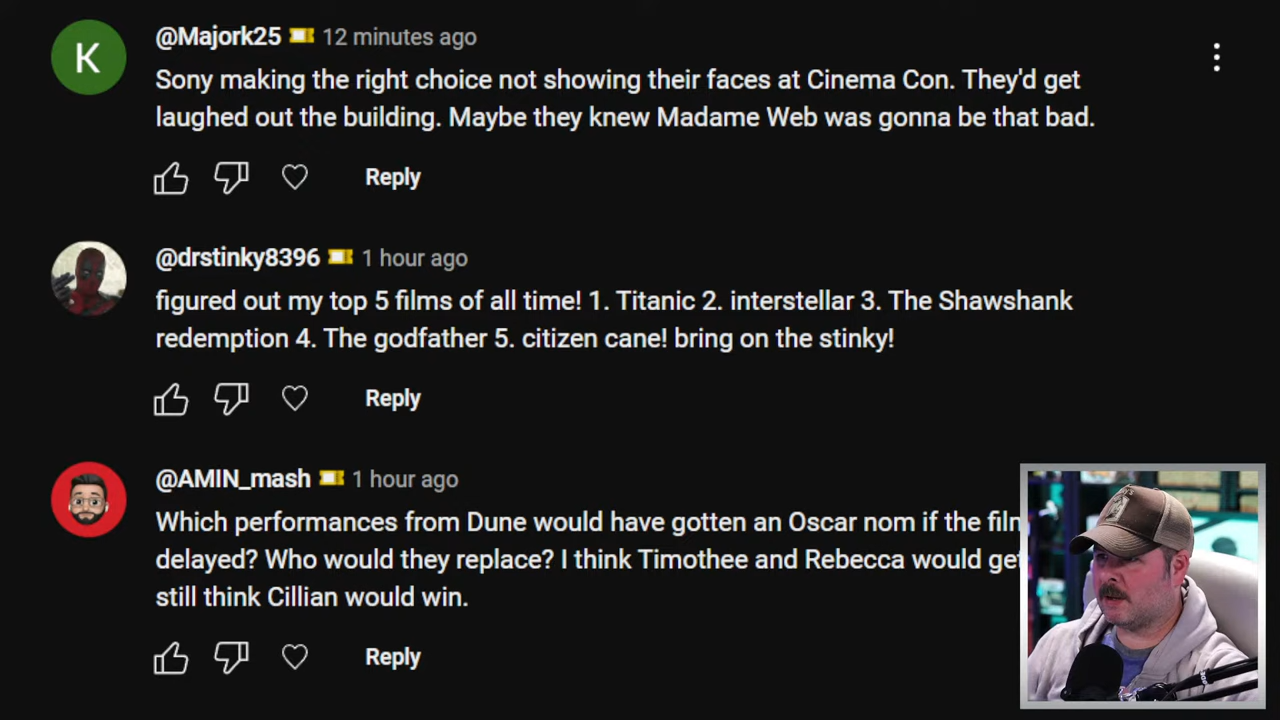 K
@Majork25 12 minutes ago
Sony making the right choice not showing their faces at Cinema Con. They'd get
laughed out the building. Maybe they knew Madame Web was gonna be that bad.
Reply
@drstinky8396 1 hour ago
figured out my top 5 films of all time! 1. Titanic 2. interstellar 3. The Shawshank
redemption 4. The godfather 5. citizen cane! bring on the stinky!
Reply
@AMIN_mash 1 hour ago
Which performances from Dune would have gotten an Oscar nom if the film
delayed? Who would they replace? I think Timothee and Rebecca would get
still think Cillian would win.
Reply